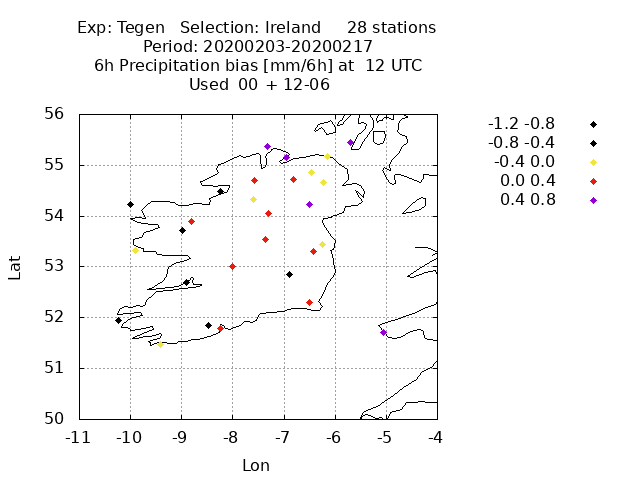 Exp: Tegen   Selection: Ireland     28 stations
Period: 20200203-20200217
6h Precipitation bias [mm/6h] at  12 UTC
Used  00  + 12-06
56
55
54
53
52
51
50
-11 -10 -9 -8 -7 -6 -5 -4
Lat
Lon
-1.2 -0.8
-0.8 -0.4
-0.4 0.0
0.0 0.4
0.4 0.8